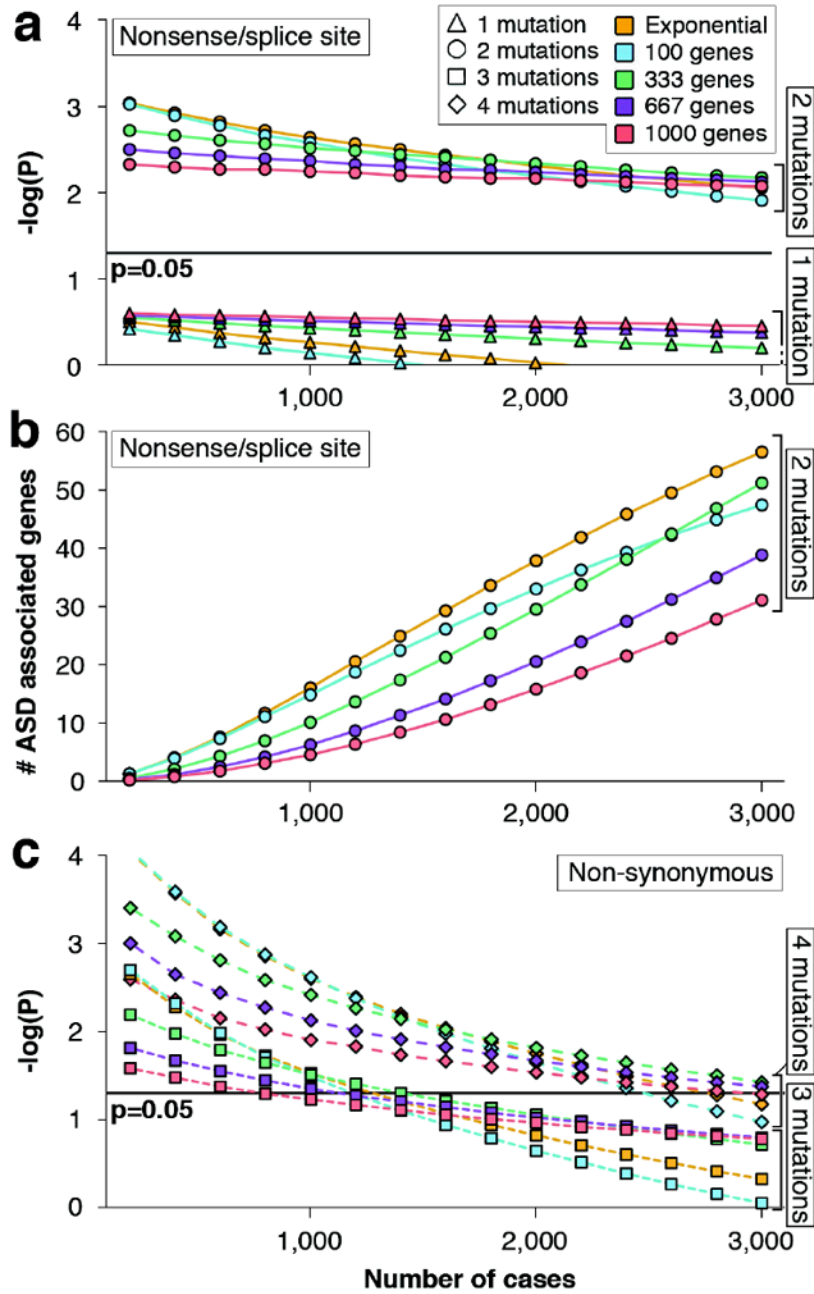 a
Nonsense/splice site
1 mutation
2 mutations
3 mutations
4 mutations
Exponential
100 genes
333 genes
667 genes
1000 genes
4
3
2
1
0
-log(P)
p=0.05
2 mutations
1 mutation
1,000
2,000
3,000
b
Nonsense/splice site
60
50
40
30
20
10
0
# ASD associated genes
2 mutations
1,000
2,000
3,000
c
Non-synonymous
4
3
2
1
0
-log(P)
p=0.05
4 mutations
3 mutations
1,000
2,000
3,000
Number of cases